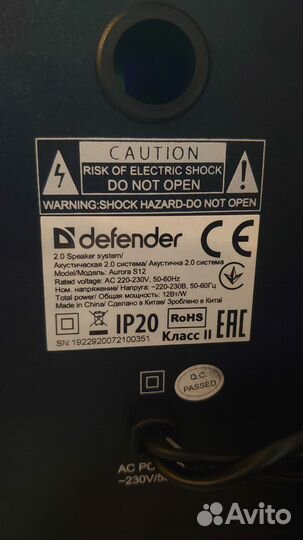 CAUTION
RISK OF ELECTRIC SHOCK
DO NOT OPEN
WARNING:SHOCK HAZARD-DO NOT OPEN
defender
CE
2.0 Speaker system/
Акустическая 2.0 система/ Акустична 2.0 система
Model/Модель: Aurora S12
Rated voltage: AC 220-230V, 50-60Hz
Ном. напряжение/ Напруга: ~220-230В, 50-60Гц
Total power/ Общая мощность: 12Вт/W
Made in China/ Сделано в Китае/ Зроблено в Китаї
IP20
RoHS
Класс II
EAC
SN 1922920072100351
Q.C.
PASSED
AC PO
~230V/50
Avito